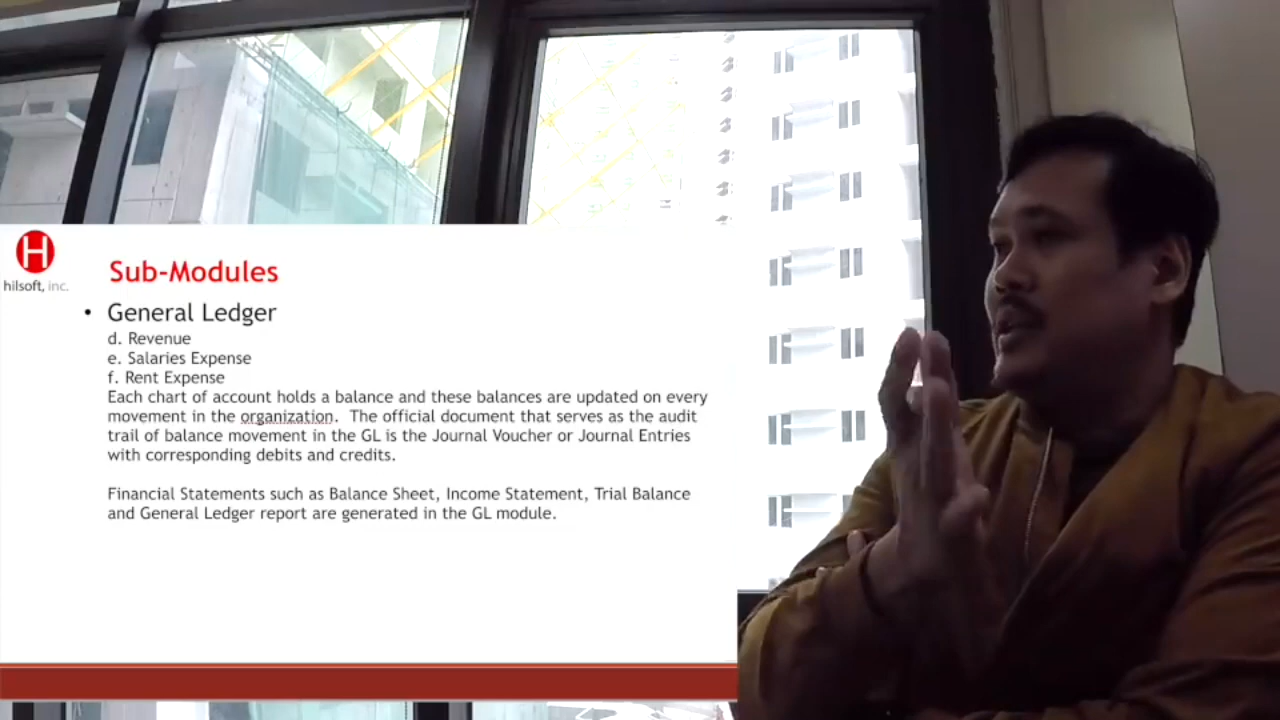 H
hilsoft, inc.
Sub-Modules
• General Ledger
d. Revenue
e. Salaries Expense
f. Rent Expense
Each chart of account holds a balance and these balances are updated on every
movement in the organization. The official document that serves as the audit
trail of balance movement in the GL is the Journal Voucher or Journal Entries
with corresponding debits and credits.
Financial Statements such as Balance Sheet, Income Statement, Trial Balance
and General Ledger report are generated in the GL module.